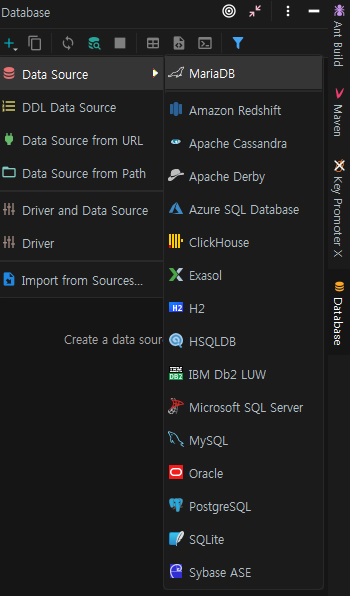 Database
Data Source
DDL Data Source
Data Source from URL
Data Source from Path
Driver and Data Source
Driver
Import from Sources...
Create a data sour
MariaDB
Amazon Redshift
Apache Cassandra
Apache Derby
Azure SQL Database
ClickHouse
Exasol
H2
H2
HSQLDB
IBM
DB2
IBM Db2 LUW
Microsoft SQL Server
MySQL
Oracle
PostgreSQL
SQLite
Sybase ASE
Ant Build
Maven
Key Promoter X
Database